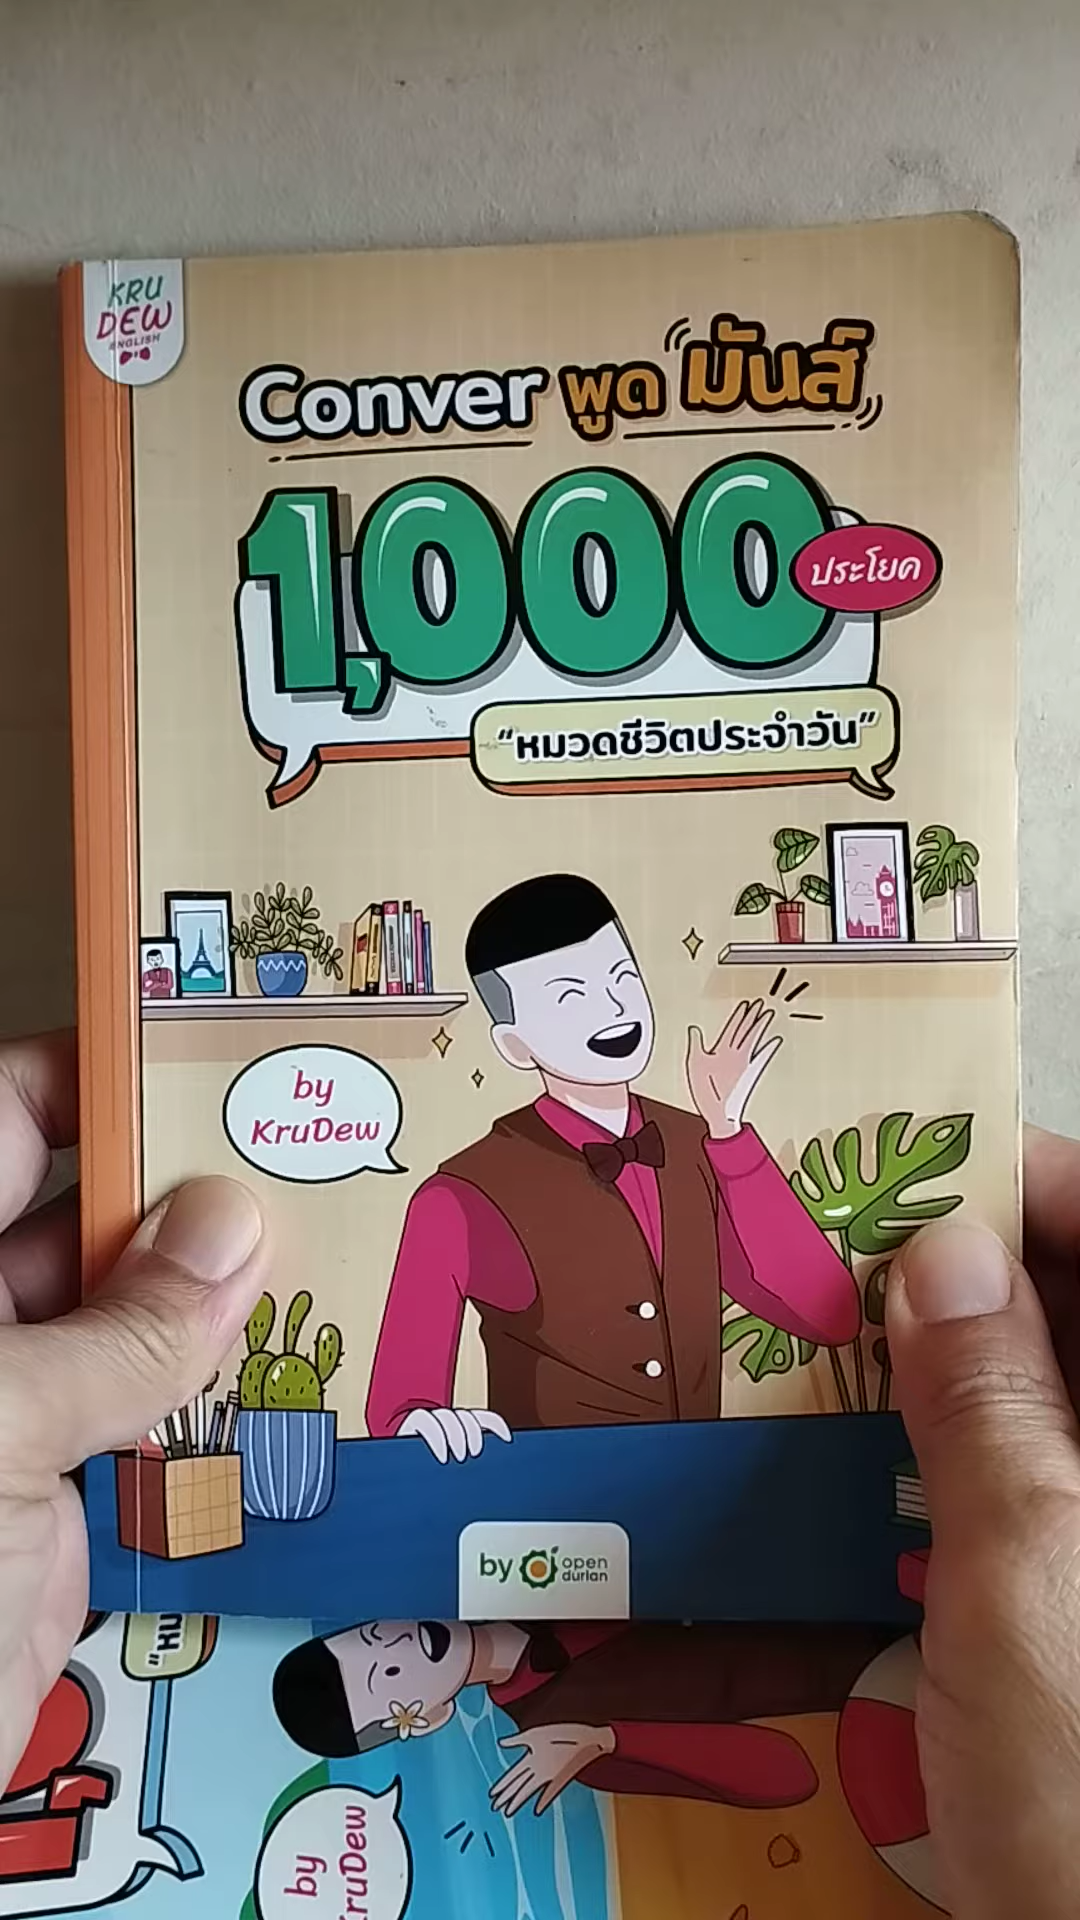 KRU
DEW
ENGLISH
Conver พูด มันส์
1,000
ประโยค
"หมวดชีวิตประจำวัน"
by
KruDew
by open
durian
by
KruDew